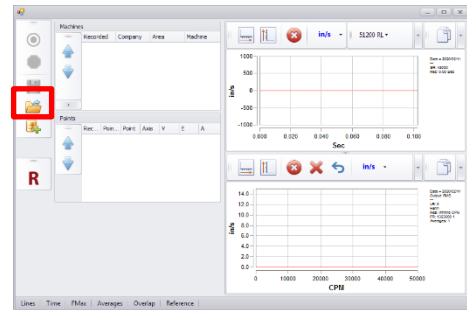 Machines
Recorded Company Area Machine
Points
Rec... Poin... Point Axis V E A
R
in/s 51200 RL
1000
500
0
-500
-1000
in/s
0.000 0.020 0.040 0.060 0.080 0.100
Sec
in/s
14.0
12.0
10.0
8.0
6.0
4.0
2.0
0.0
in/s
0 10000 20000 30000 40000 50000
CPM
Averages: 1
Lines Time FMax Averages Overlap Reference